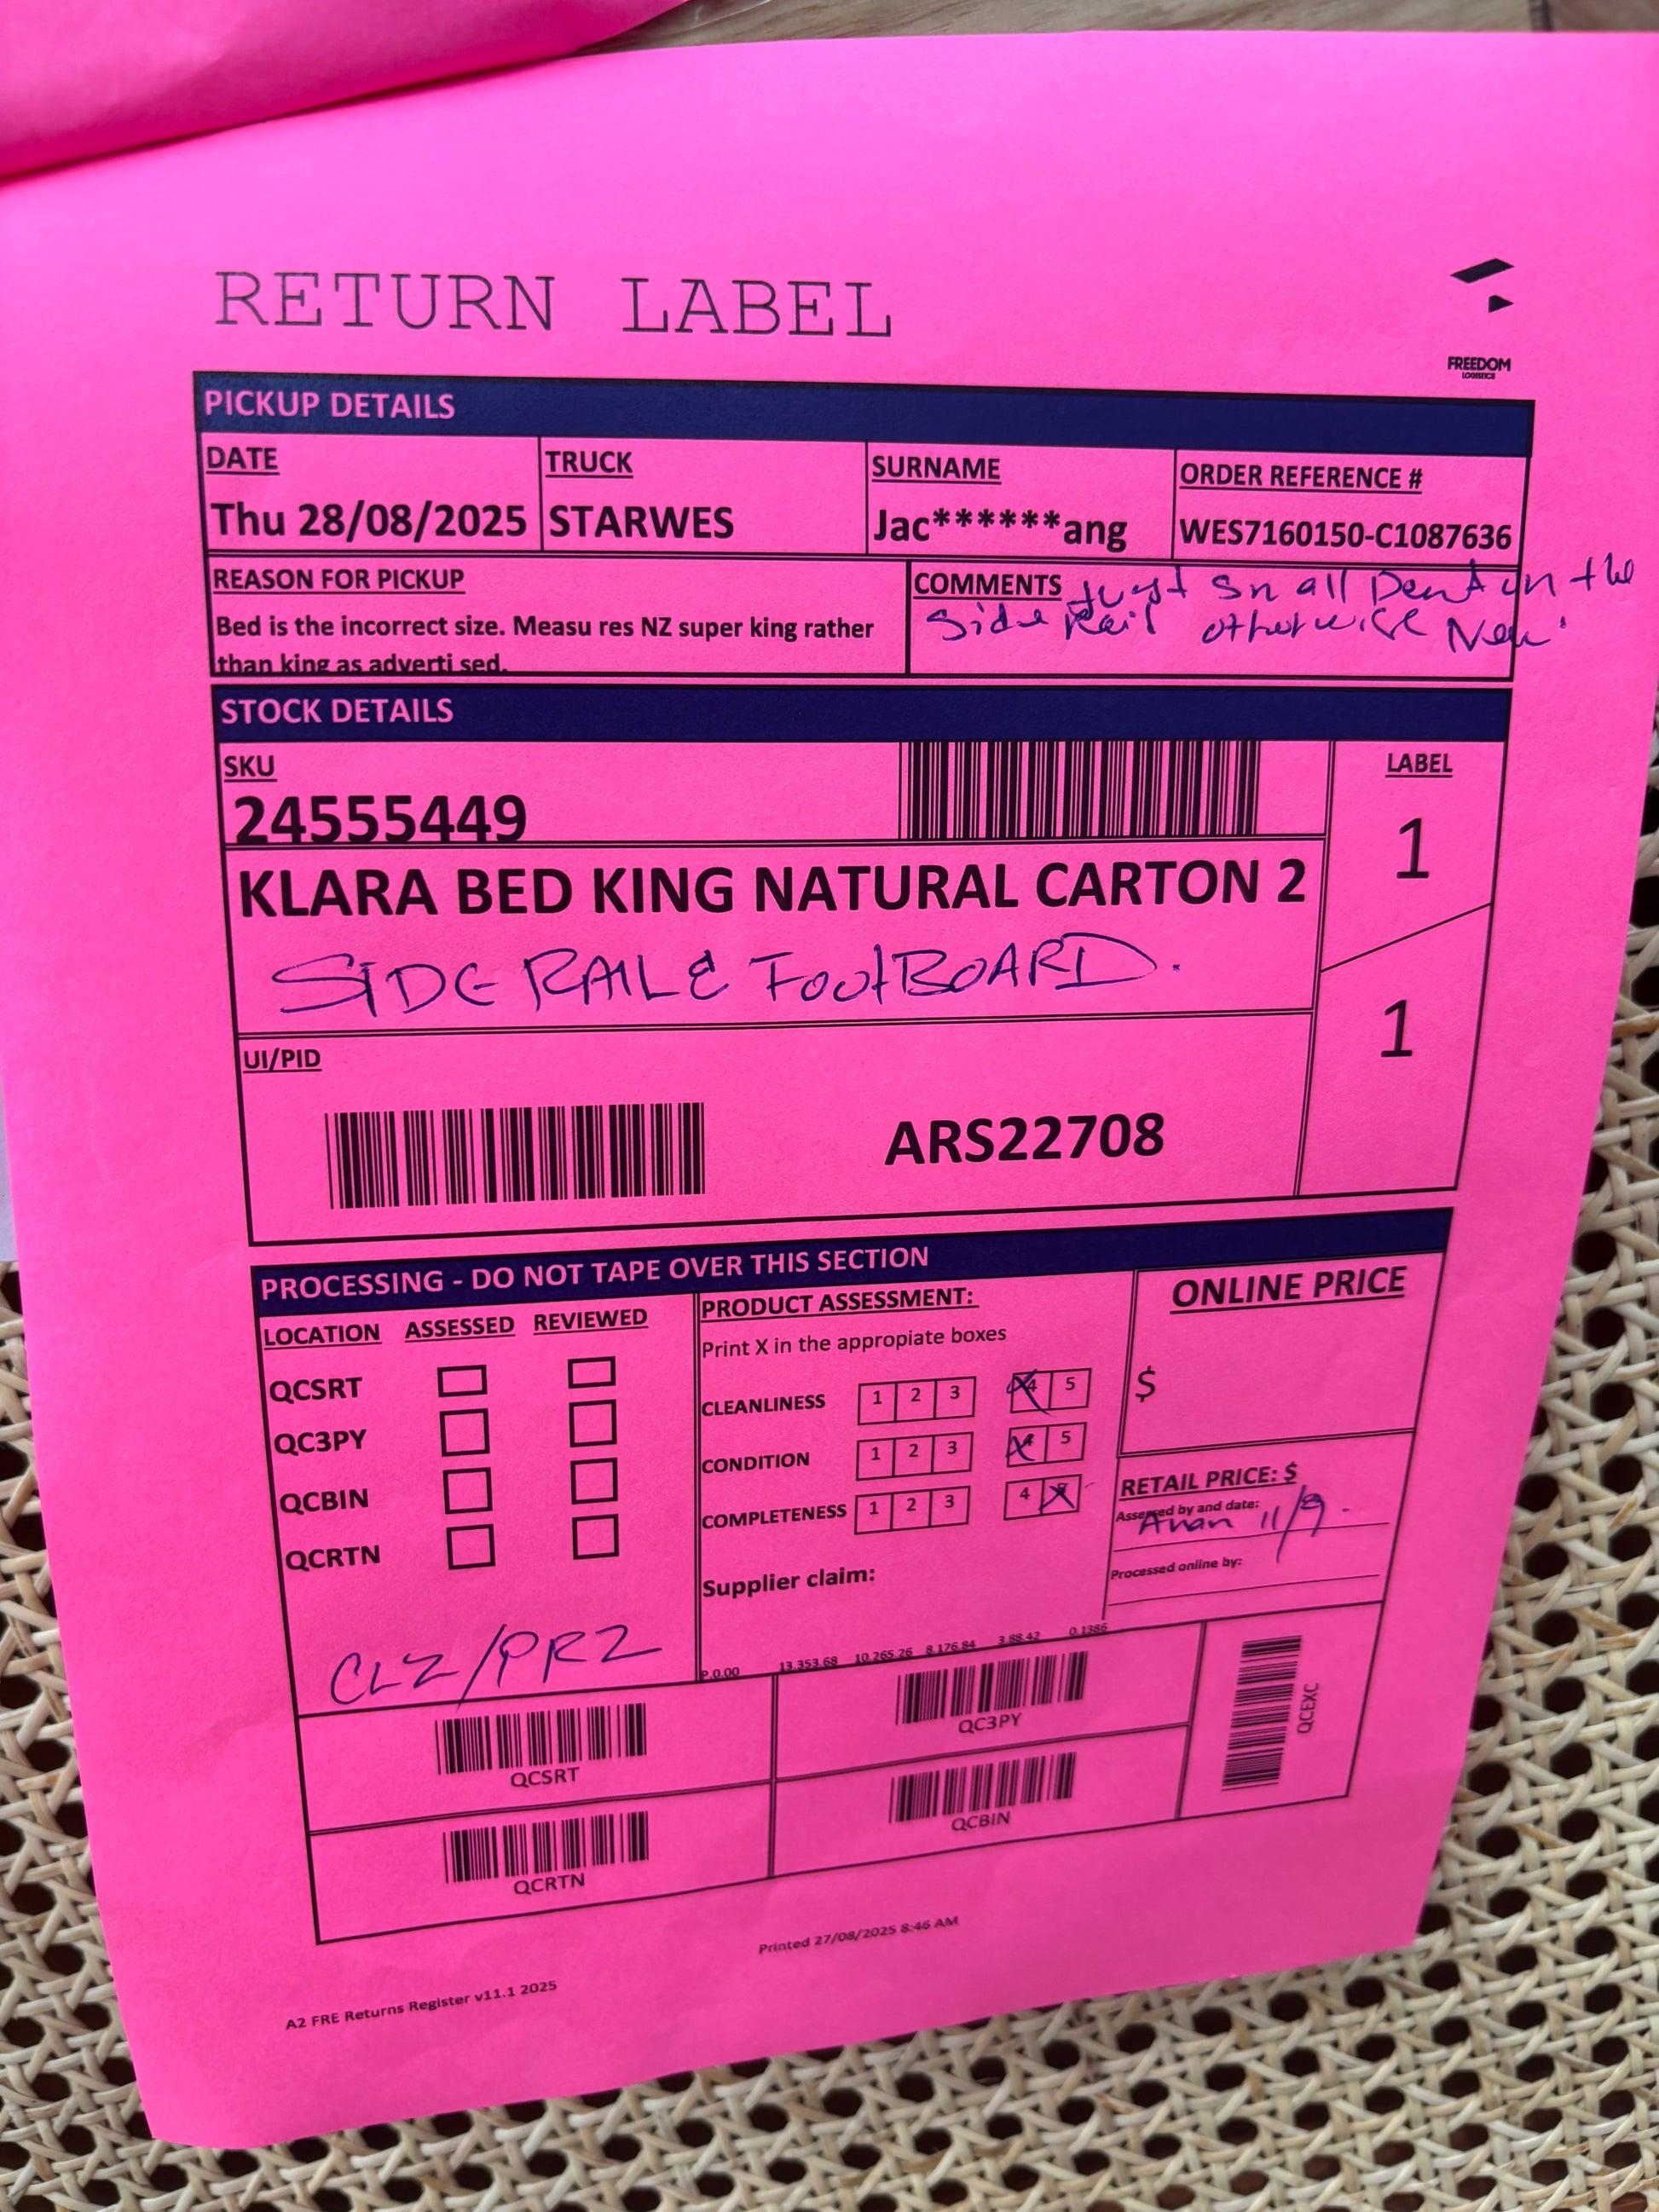 RETURN LABEL
FREEDOM
LOGISTICS
PICKUP DETAILS
DATE
Thu 28/08/2025
TRUCK
STARWES
SURNAME
Jac******ang
ORDER REFERENCE #
WES7160150-C1087636
REASON FOR PICKUP
Bed is the incorrect size. Measu res NZ super king rather
than king as adverti sed.
COMMENTS Just Small Dent on the
Side Rail otherwise New
STOCK DETAILS
SKU
24555449
LABEL
1
1
KLARA BED KING NATURAL CARTON 2
SIDE RAIL & FootBOARD.
UI/PID
ARS22708
PROCESSING - DO NOT TAPE OVER THIS SECTION
LOCATION ASSESSED REVIEWED
QCSRT
QC3PY
QCBIN
QCRTN
CLZ/PRZ
PRODUCT ASSESSMENT:
Print X in the appropiate boxes
CLEANLINESS 1 2 3 4 5
CONDITION 1 2 3 4 5
COMPLETENESS 1 2 3 4 5
Supplier claim:
P.0.00 13.353.68 10.265.26 8.176.84 3.88.42 0.1386
ONLINE PRICE
$
RETAIL PRICE: $
Assessed by and date:
11/9.
Processed online by:
QCSRT
QC3PY
QCEXC
QCRTN
QCBIN
Printed 27/08/2025 8:46 AM
A2 FRE Returns Register v11.1 2025